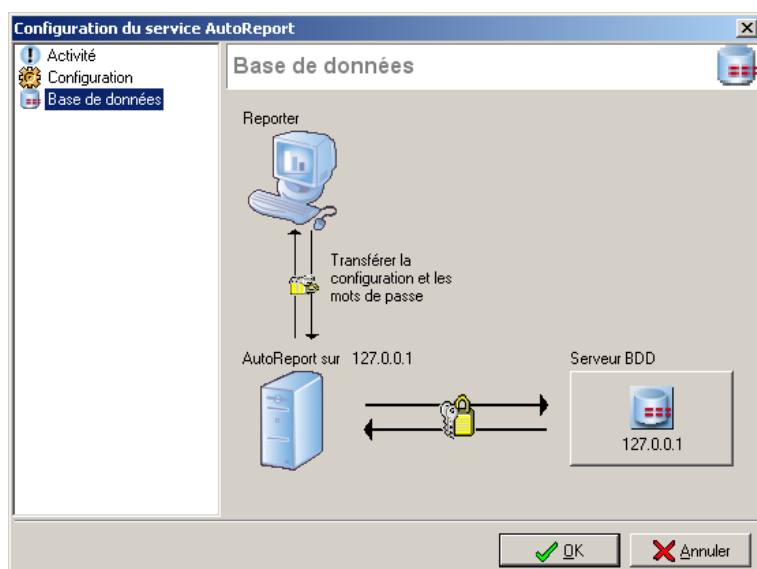 Configuration du service AutoReport
Activité
Configuration
Base de données
Base de données
Reporter
Transférer la
configuration et les
mots de passe
AutoReport sur 127.0.0.1
Serveur BDD
127.0.0.1
OK
Annuler